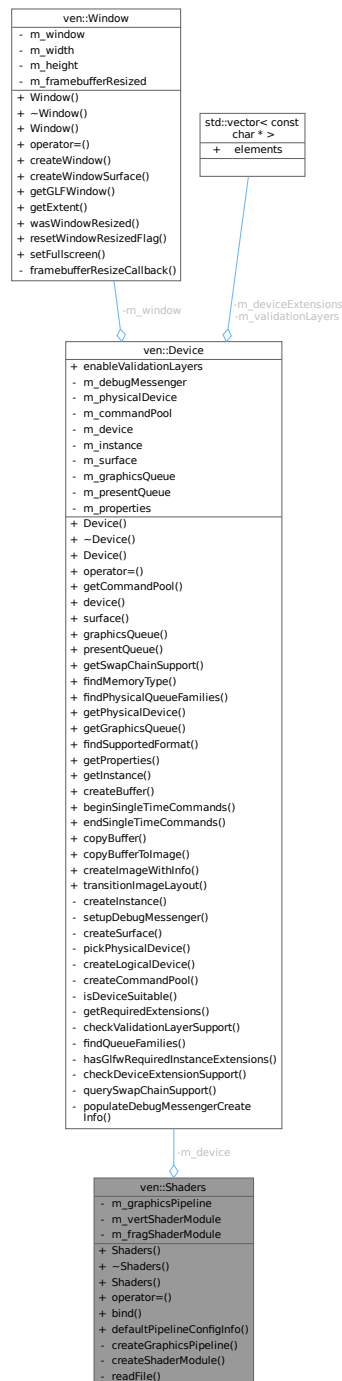 ven::Window
- m_window
- m_width
- m_height
- m_framebufferResized
+ Window()
+ ~Window()
+ Window()
+ operator=()
+ createWindow()
+ createWindowSurface()
+ getGLFWindow()
+ getExtent()
+ wasWindowResized()
+ resetWindowResizedFlag()
+ setFullscreen()
- framebufferResizeCallback()
std::vector< const
char * >
+ elements
-m_window
-m_deviceExtensions
-m_validationLayers
ven::Device
+ enableValidationLayers
- m_debugMessenger
- m_physicalDevice
- m_commandPool
- m_device
- m_instance
- m_surface
- m_graphicsQueue
- m_presentQueue
- m_properties
+ Device()
+ ~Device()
+ Device()
+ operator=()
+ getCommandPool()
+ device()
+ surface()
+ graphicsQueue()
+ presentQueue()
+ getSwapChainSupport()
+ findMemoryType()
+ findPhysicalQueueFamilies()
+ getPhysicalDevice()
+ getGraphicsQueue()
+ findSupportedFormat()
+ getProperties()
+ getInstance()
+ createBuffer()
+ beginSingleTimeCommands()
+ endSingleTimeCommands()
+ copyBuffer()
+ copyBufferToImage()
+ createImageWithInfo()
+ transitionImageLayout()
- createInstance()
- setupDebugMessenger()
- createSurface()
- pickPhysicalDevice()
- createLogicalDevice()
- createCommandPool()
- isDeviceSuitable()
- getRequiredExtensions()
- checkValidationLayerSupport()
- findQueueFamilies()
- hasGlfwRequiredInstanceExtensions()
- checkDeviceExtensionSupport()
- querySwapChainSupport()
- populateDebugMessengerCreate
Info()
-m_device
ven::Shaders
- m_graphicsPipeline
- m_vertShaderModule
- m_fragShaderModule
+ Shaders()
+ ~Shaders()
+ Shaders()
+ operator=()
+ bind()
+ defaultPipelineConfigInfo()
- createGraphicsPipeline()
- createShaderModule()
- readFile()